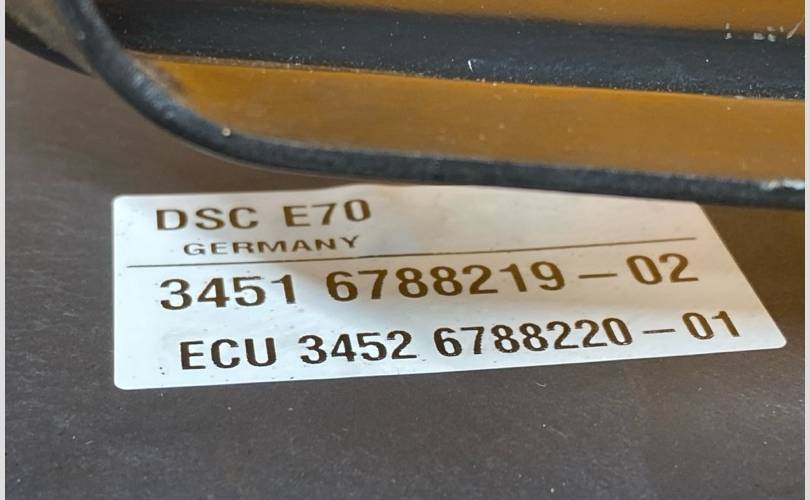 DSC E70
GERMANY
3451 6788219-02
ECU 3452 6788220-01